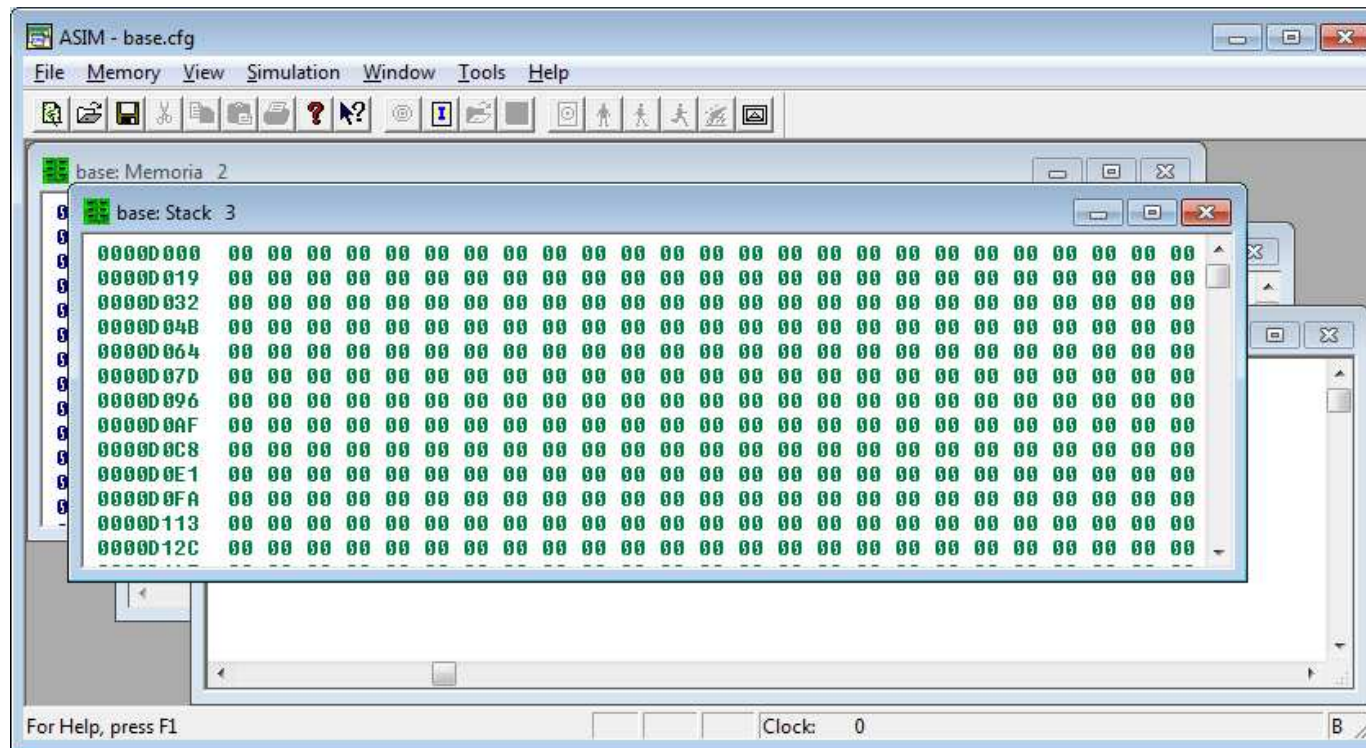 ASIM - base.cfg
File Memory View Simulation Window Tools Help
base: Memoria 2
base: Stack 3
0000D000 00 00 00 00 00 00 00 00 00 00 00 00 00 00 00 00 00 00 00 00 00 00 00 00 00
0000D019 00 00 00 00 00 00 00 00 00 00 00 00 00 00 00 00 00 00 00 00 00 00 00 00 00
0000D032 00 00 00 00 00 00 00 00 00 00 00 00 00 00 00 00 00 00 00 00 00 00 00 00 00
0000D04B 00 00 00 00 00 00 00 00 00 00 00 00 00 00 00 00 00 00 00 00 00 00 00 00 00
0000D064 00 00 00 00 00 00 00 00 00 00 00 00 00 00 00 00 00 00 00 00 00 00 00 00 00
0000D07D 00 00 00 00 00 00 00 00 00 00 00 00 00 00 00 00 00 00 00 00 00 00 00 00 00
0000D096 00 00 00 00 00 00 00 00 00 00 00 00 00 00 00 00 00 00 00 00 00 00 00 00 00
0000D0AF 00 00 00 00 00 00 00 00 00 00 00 00 00 00 00 00 00 00 00 00 00 00 00 00 00
0000D0C8 00 00 00 00 00 00 00 00 00 00 00 00 00 00 00 00 00 00 00 00 00 00 00 00 00
0000D0E1 00 00 00 00 00 00 00 00 00 00 00 00 00 00 00 00 00 00 00 00 00 00 00 00 00
0000D0FA 00 00 00 00 00 00 00 00 00 00 00 00 00 00 00 00 00 00 00 00 00 00 00 00 00
0000D113 00 00 00 00 00 00 00 00 00 00 00 00 00 00 00 00 00 00 00 00 00 00 00 00 00
0000D12C 00 00 00 00 00 00 00 00 00 00 00 00 00 00 00 00 00 00 00 00 00 00 00 00 00
For Help, press F1 Clock: 0 B